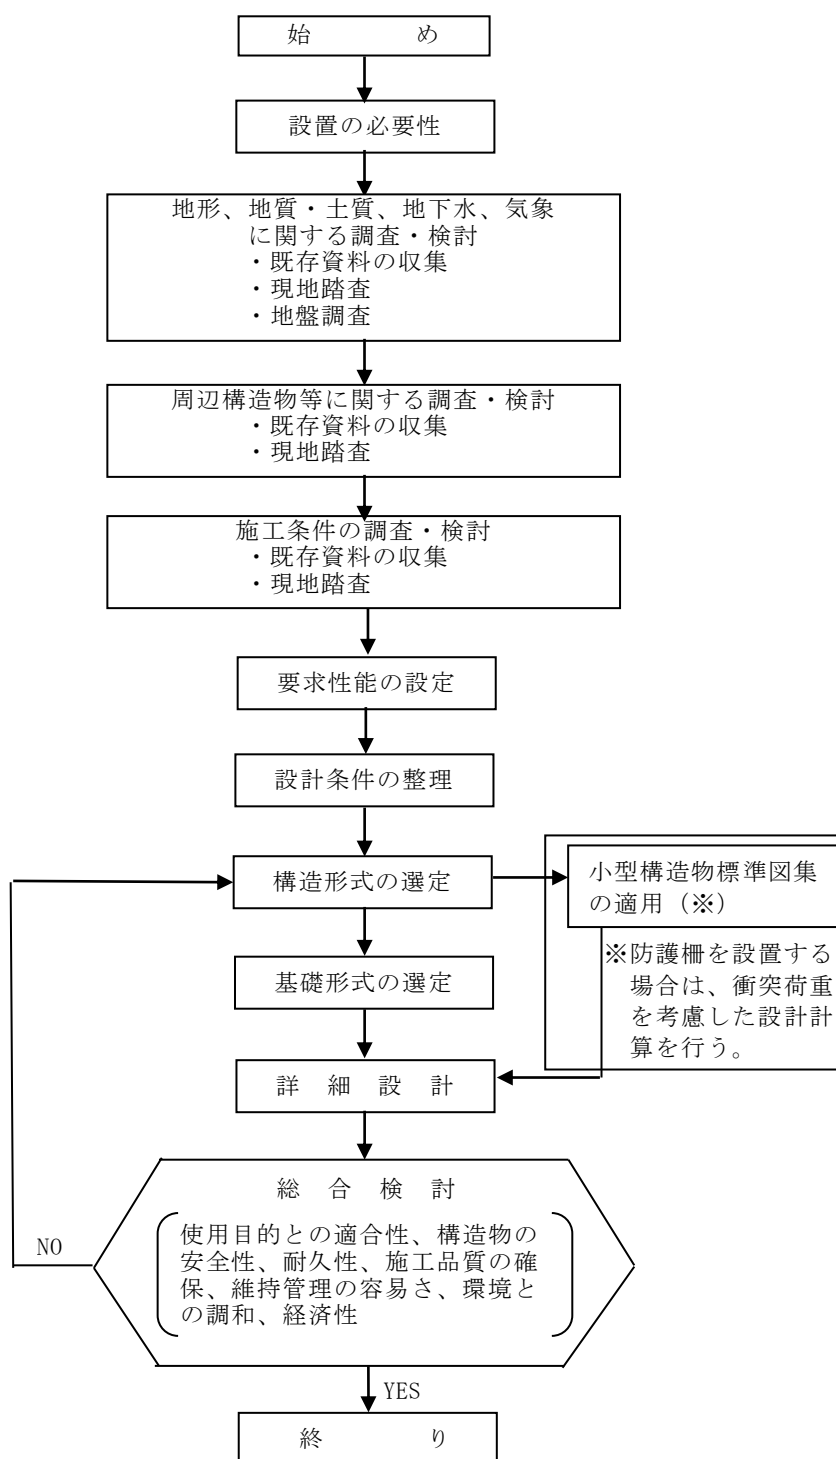 始　　　　め
設置の必要性
地形、地質・土質、地下水、気象
に関する調査・検討
・既存資料の収集
・現地踏査
・地盤調査
周辺構造物等に関する調査・検討
・既存資料の収集
・現地踏査
施工条件の調査・検討
・既存資料の収集
・現地踏査
要求性能の設定
設計条件の整理
構造形式の選定
小型構造物標準図集
の適用（※）
※防護柵を設置する
場合は、衝突荷重
を考慮した設計計
算を行う。
基礎形式の選定
詳　細　設　計
総　合　検　討
使用目的との適合性、構造物の
安全性、耐久性、施工品質の確
保、維持管理の容易さ、環境と
の調和、経済性
NO
YES
終　　　　り